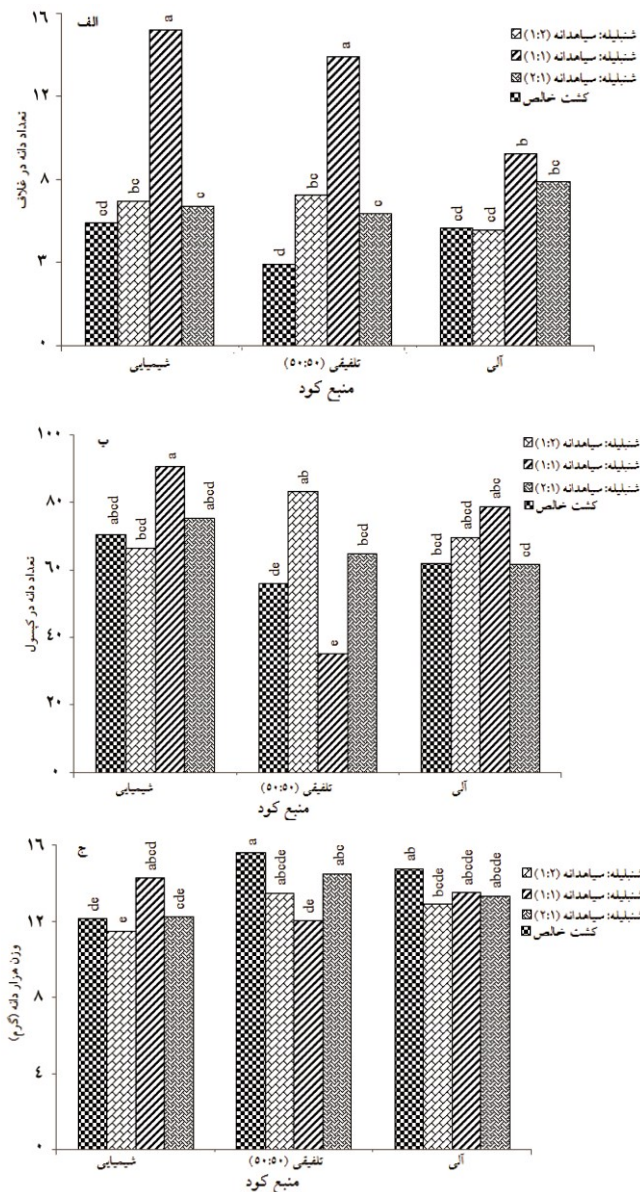 الف
۱۶
۱۲
۸
۳
۰
تعداد دانه در غلاف
a
a
b
bc
bc
bc
c
c
cd
d
cd
cd
شنبلیله: سیاهدانه (۱:۲)
شنبلیله: سیاهدانه (۱:۱)
شنبلیله: سیاهدانه (۲:۱)
کشت خالص
شیمیایی
تلفیقی (۵۰:۵۰)
آلی
منبع کود
ب
۱۰۰
۸۰
۶۰
۴۰
۲۰
۰
تعداد دانه در کپسول
abcd
bcd
a
abcd
de
ab
e
bcd
bcd
abcd
abc
cd
شنبلیله: سیاهدانه (۱:۲)
شنبلیله: سیاهدانه (۱:۱)
شنبلیله: سیاهدانه (۲:۱)
کشت خالص
شیمیایی
تلفیقی (۵۰:۵۰)
آلی
منبع کود
ج
۱۶
۱۲
۸
۴
۰
وزن هزار دانه (گرم)
de
e
abcd
cde
a
abcde
de
abc
ab
bcde
abcde
abcde
شنبلیله: سیاهدانه (۱:۲)
شنبلیله: سیاهدانه (۱:۱)
شنبلیله: سیاهدانه (۲:۱)
کشت خالص
شیمیایی
تلفیقی (۵۰:۵۰)
آلی
منبع کود